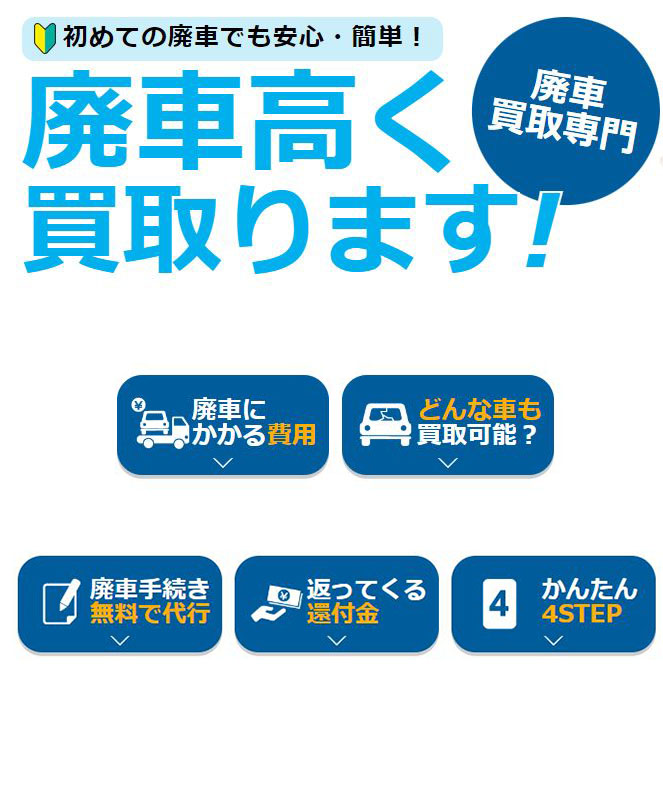 初めての廃車でも安心・簡単！
廃車高く
買取ります!
廃車
買取専門
¥
廃車に
かかる費用
どんな車も
買取可能？
廃車手続き
無料で代行
¥
返ってくる
還付金
4
かんたん
4STEP